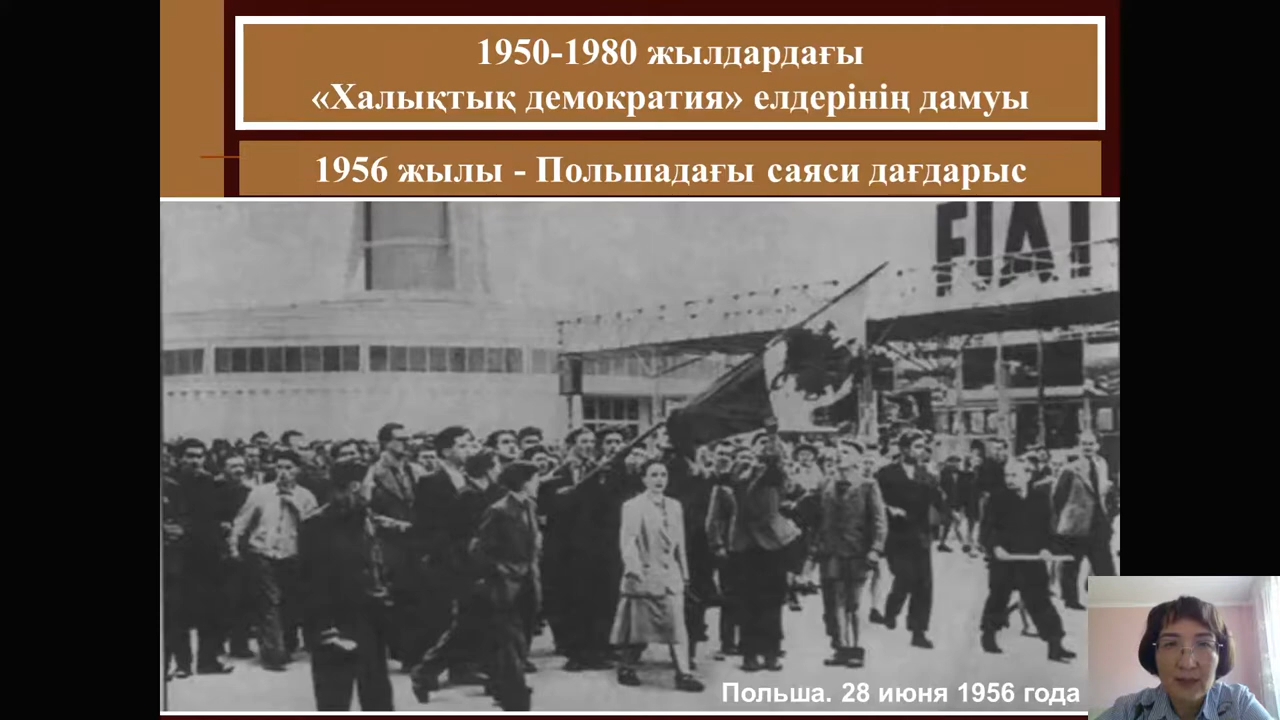 1950-1980 жылдардағы
«Халықтық демократия» елдерінің дамуы
1956 жылы - Польшадағы саяси дағдарыс
FIAT
Польша. 28 июня 1956 года